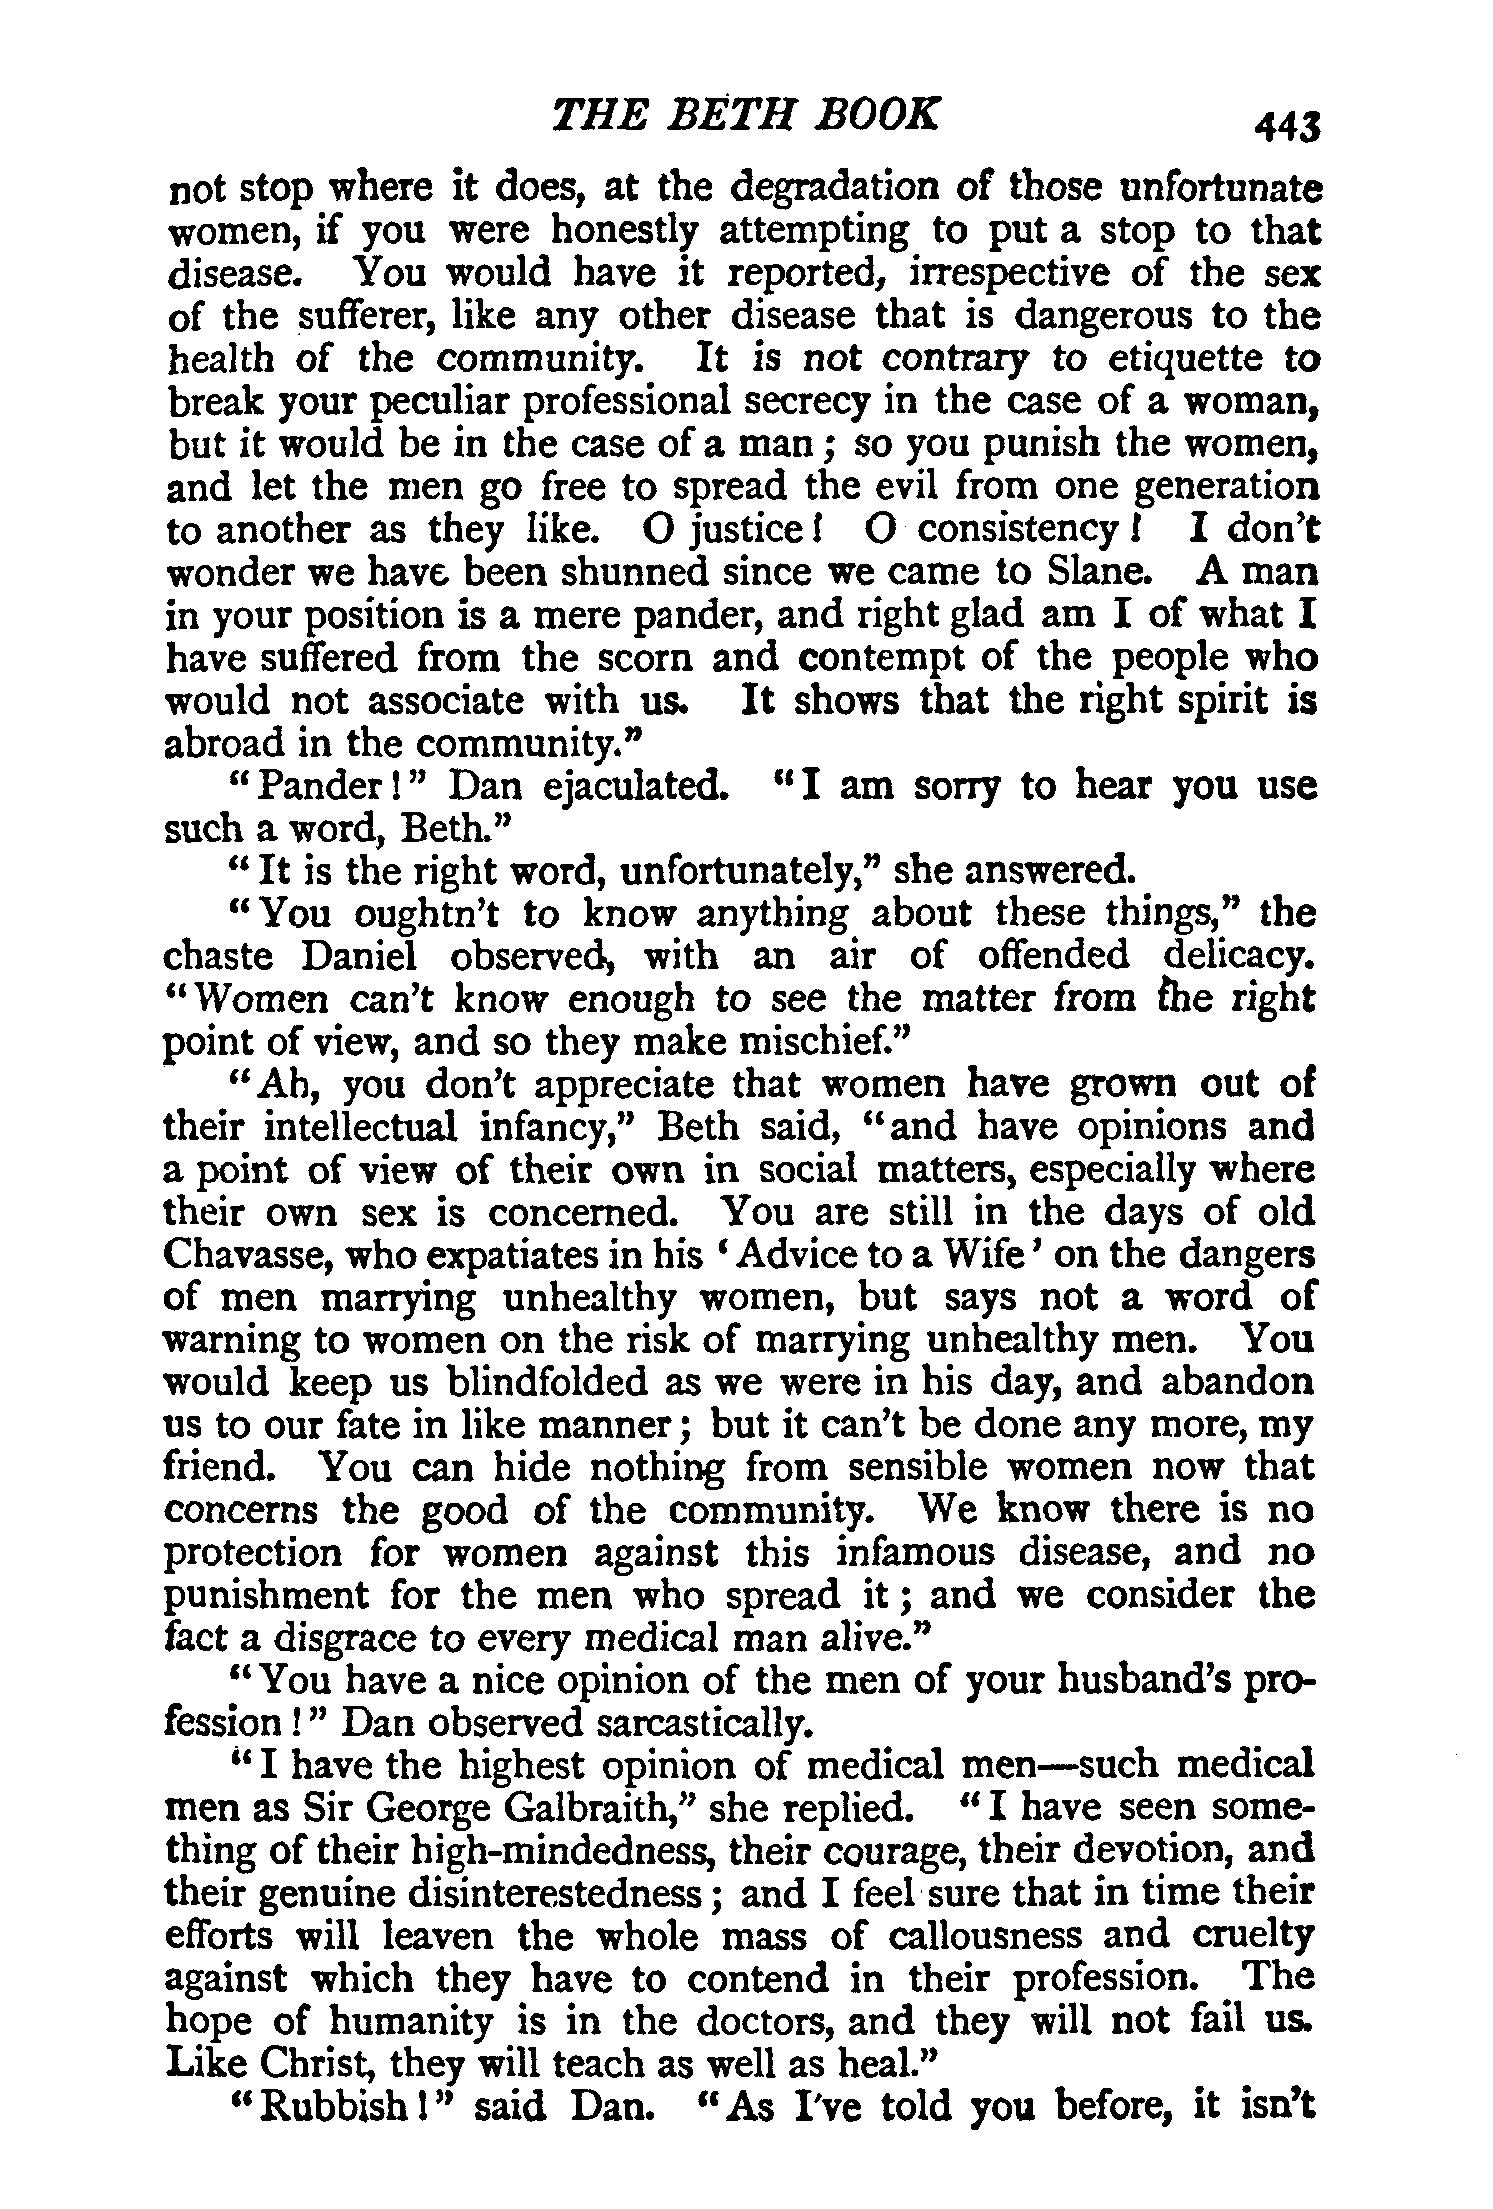 THE BETH BOOK 443
not stop where it does, at the degradation of those unfortunate
women, if you were honestly attempting to put a stop to that
disease. You would have it reported, irrespective of the sex
of the sufferer, like any other disease that is dangerous to the
health of the community. It is not contrary to etiquette to
break your peculiar professional secrecy in the case of a woman,
but it would be in the case of a man; so you punish the women,
and let the men go free to spread the evil from one generation
to another as they like. O justice! O consistency! I don't
wonder we have been shunned since we came to Slane. A man
in your position is a mere pander, and right glad am I of what I
have suffered from the scorn and contempt of the people who
would not associate with us. It shows that the right spirit is
abroad in the community."
"Pander!" Dan ejaculated. "I am sorry to hear you use
such a word, Beth."
"It is the right word, unfortunately," she answered.
"You oughtn't to know anything about these things," the
chaste Daniel observed, with an air of offended delicacy.
"Women can't know enough to see the matter from the right
point of view, and so they make mischief."
"Ah, you don't appreciate that women have grown out of
their intellectual infancy," Beth said, "and have opinions and
a point of view of their own in social matters, especially where
their own sex is concerned. You are still in the days of old
Chavasse, who expatiates in his 'Advice to a Wife' on the dangers
of men marrying unhealthy women, but says not a word of
warning to women on the risk of marrying unhealthy men. You
would keep us blindfolded as we were in his day, and abandon
us to our fate in like manner; but it can't be done any more, my
friend. You can hide nothing from sensible women now that
concerns the good of the community. We know there is no
protection for women against this infamous disease, and no
punishment for the men who spread it; and we consider the
fact a disgrace to every medical man alive."
"You have a nice opinion of the men of your husband's pro-
fession!" Dan observed sarcastically.
"I have the highest opinion of medical men—such medical
men as Sir George Galbraith," she replied. "I have seen some-
thing of their high-mindedness, their courage, their devotion, and
their genuine disinterestedness; and I feel sure that in time their
efforts will leaven the whole mass of callousness and cruelty
against which they have to contend in their profession. The
hope of humanity is in the doctors, and they will not fail us.
Like Christ, they will teach as well as heal."
"Rubbish!" said Dan. "As I've told you before, it isn't